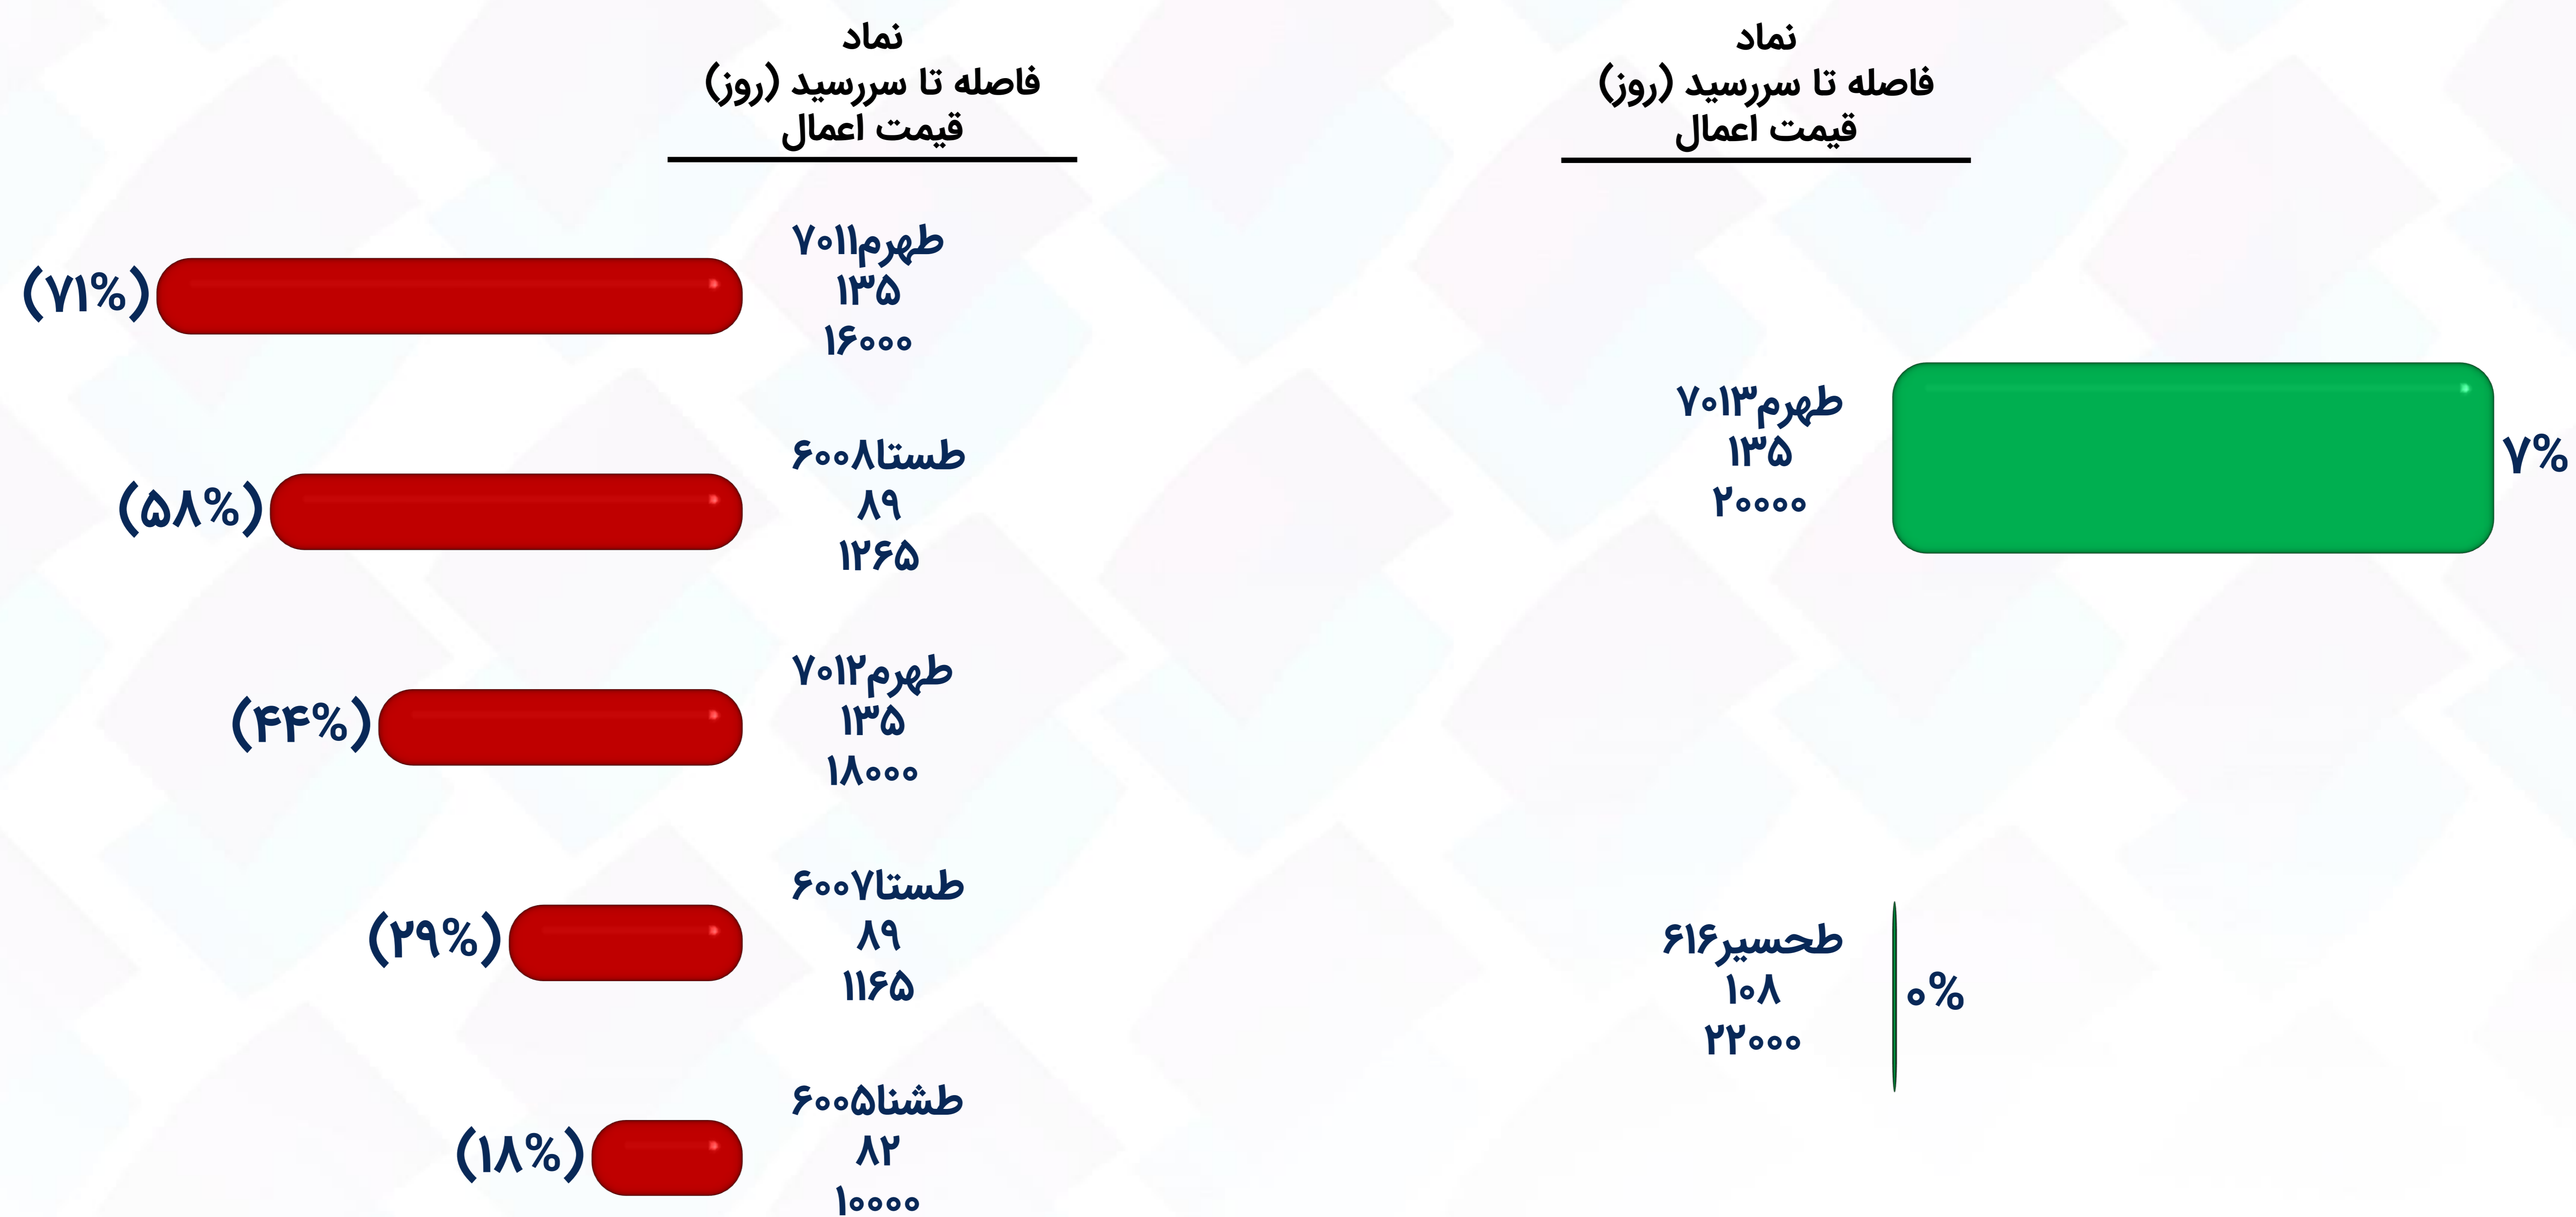 نماد
فاصله تا سررسید (روز)
قیمت اعمال
طهرم۷۰۱۳
۱۳۵
۲۰۰۰۰
۷%
طحسیر۶۱۶
۱۰۸
۲۲۰۰۰
۰%
نماد
فاصله تا سررسید (روز)
قیمت اعمال
طهرم۷۰۱۱
۱۳۵
۱۶۰۰۰
(۷۱%)
طستا۶۰۰۸
۸۹
۱۲۶۵
(۵۸%)
طهرم۷۰۱۲
۱۳۵
۱۸۰۰۰
(۴۴%)
طستا۶۰۰۷
۸۹
۱۱۶۵
(۲۹%)
طشنا۶۰۰۵
۸۲
۱۰۰۰۰
(۱۸%)